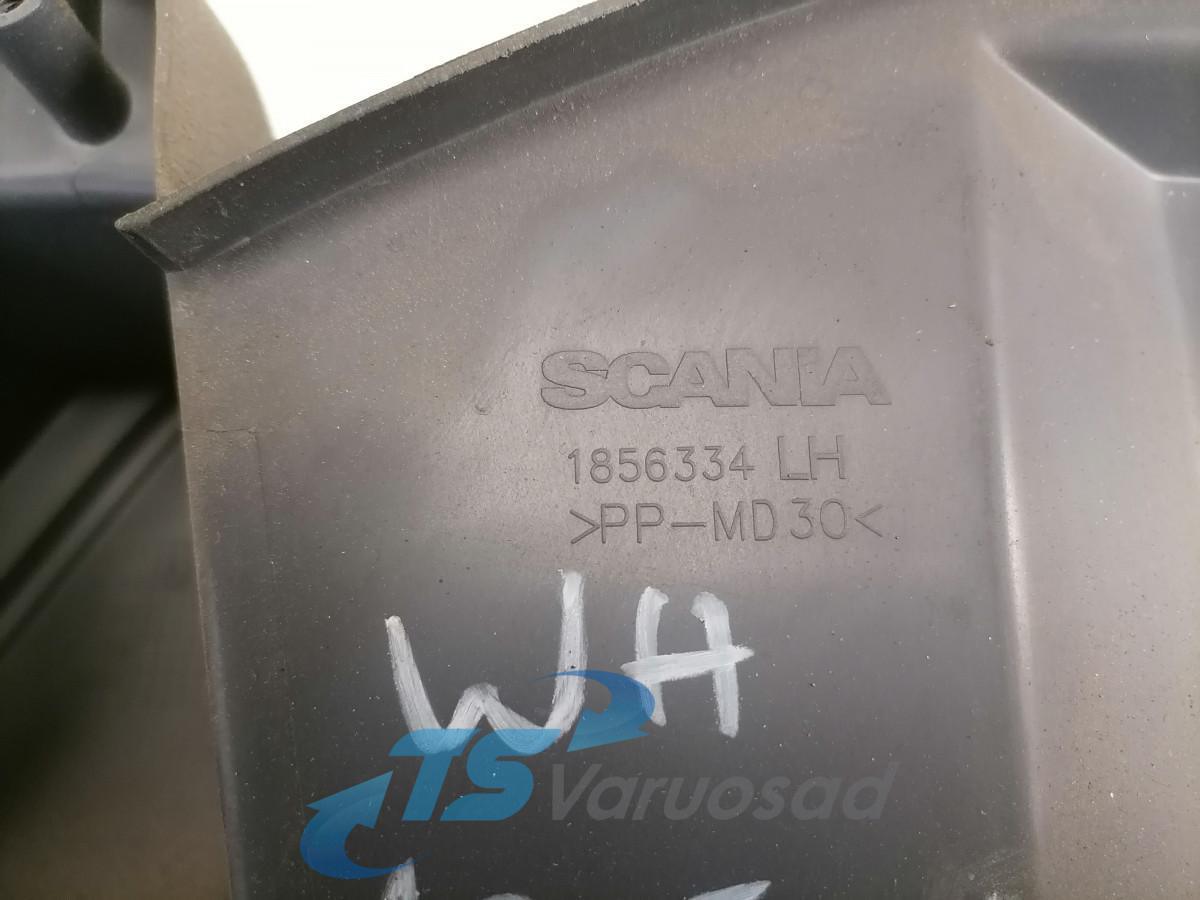 SCANIA
1856334 LH
>PP-MD30<
WH
TS Varuosad